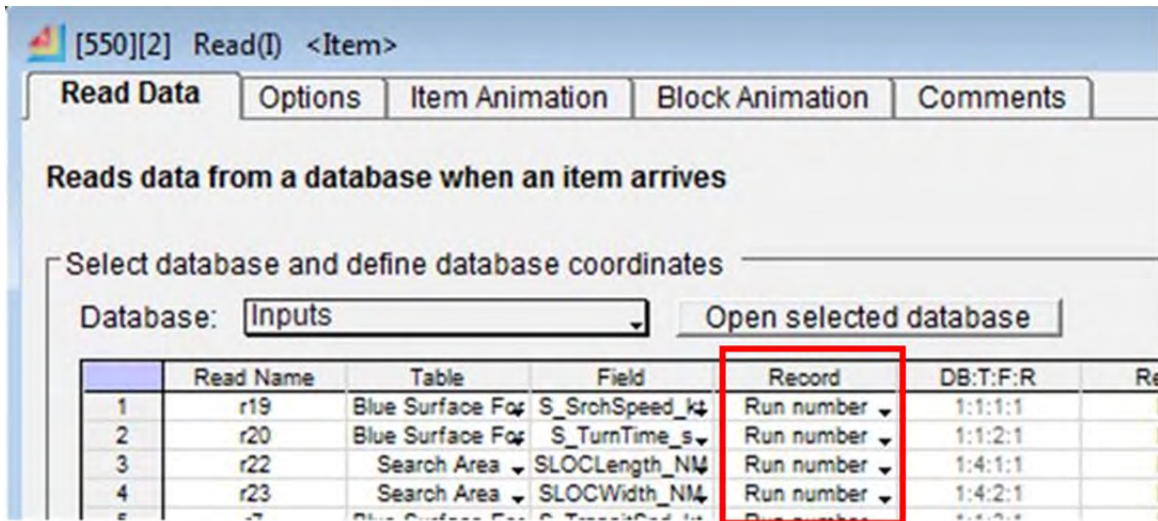 [550][2] Read(I) <Item>
Read Data Options Item Animation Block Animation Comments
Reads data from a database when an item arrives
Select database and define database coordinates
Database: Inputs Open selected database
Read Name Table Field Record DB:T:F:R Re
1 r19 Blue Surface For S_SrchSpeed_kt Run number 1:1:1:1
2 r20 Blue Surface For S_TurnTime_s Run number 1:1:2:1
3 r22 Search Area SLOCLength_NM Run number 1:4:1:1
4 r23 Search Area SLOCWidth_NM Run number 1:4:2:1